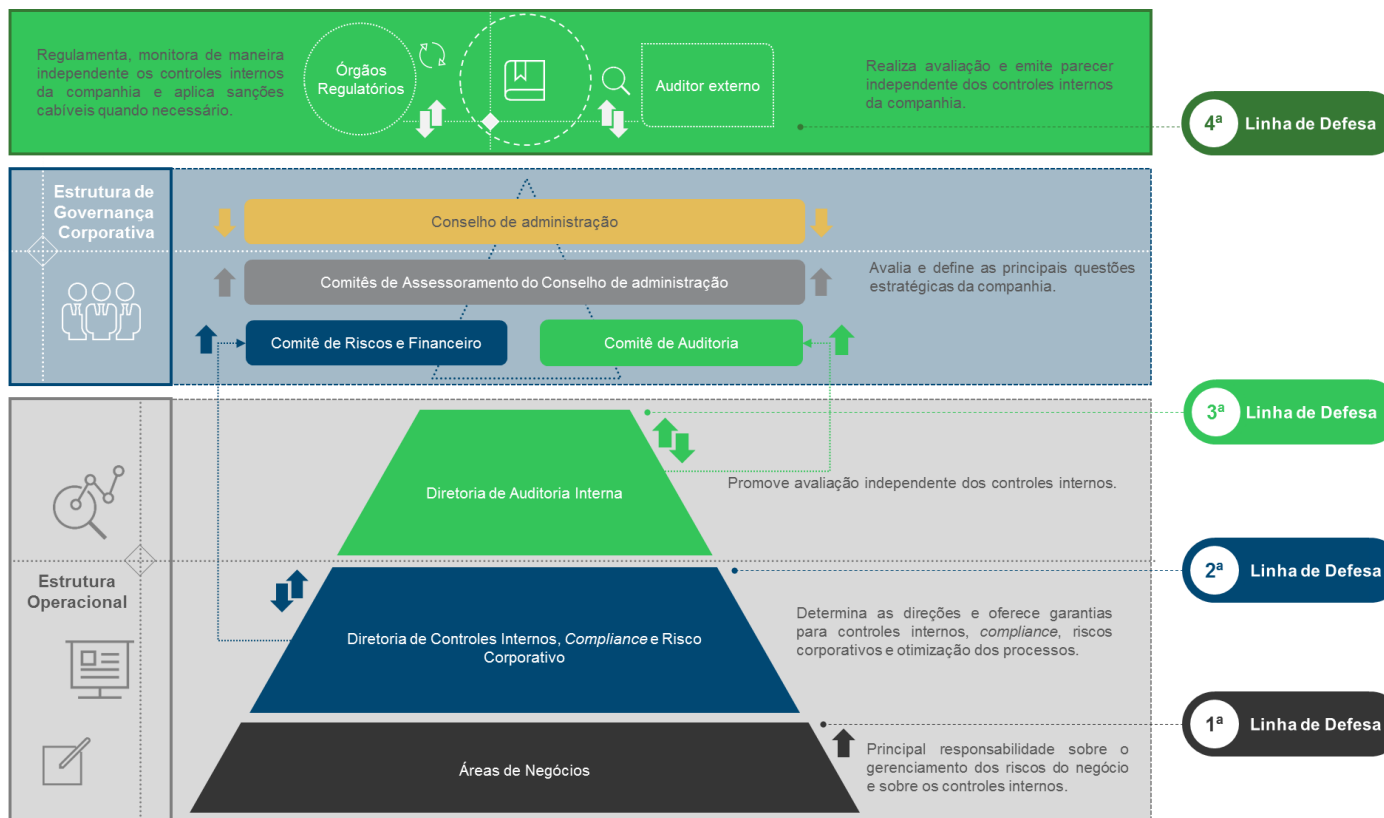 Regulamenta, monitora de maneira
independente os controles internos
da companhia e aplica sanções
cabíveis quando necessário.
Órgãos
Regulatórios
Auditor externo
Realiza avaliação e emite parecer
independente dos controles internos
da companhia.
4ª Linha de Defesa
Estrutura de
Governança
Corporativa
Conselho de administração
Comitês de Assessoramento do Conselho de administração
Avalia e define as principais questões
estratégicas da companhia.
Comitê de Riscos e Financeiro
Comitê de Auditoria
3ª Linha de Defesa
Diretoria de Auditoria Interna
Promove avaliação independente dos controles internos.
2ª Linha de Defesa
Estrutura
Operacional
Diretoria de Controles Internos, Compliance e Risco
Corporativo
Determina as direções e oferece garantias
para controles internos, compliance, riscos
corporativos e otimização dos processos.
1ª Linha de Defesa
Áreas de Negócios
Principal responsabilidade sobre o
gerenciamento dos riscos do negócio
e sobre os controles internos.